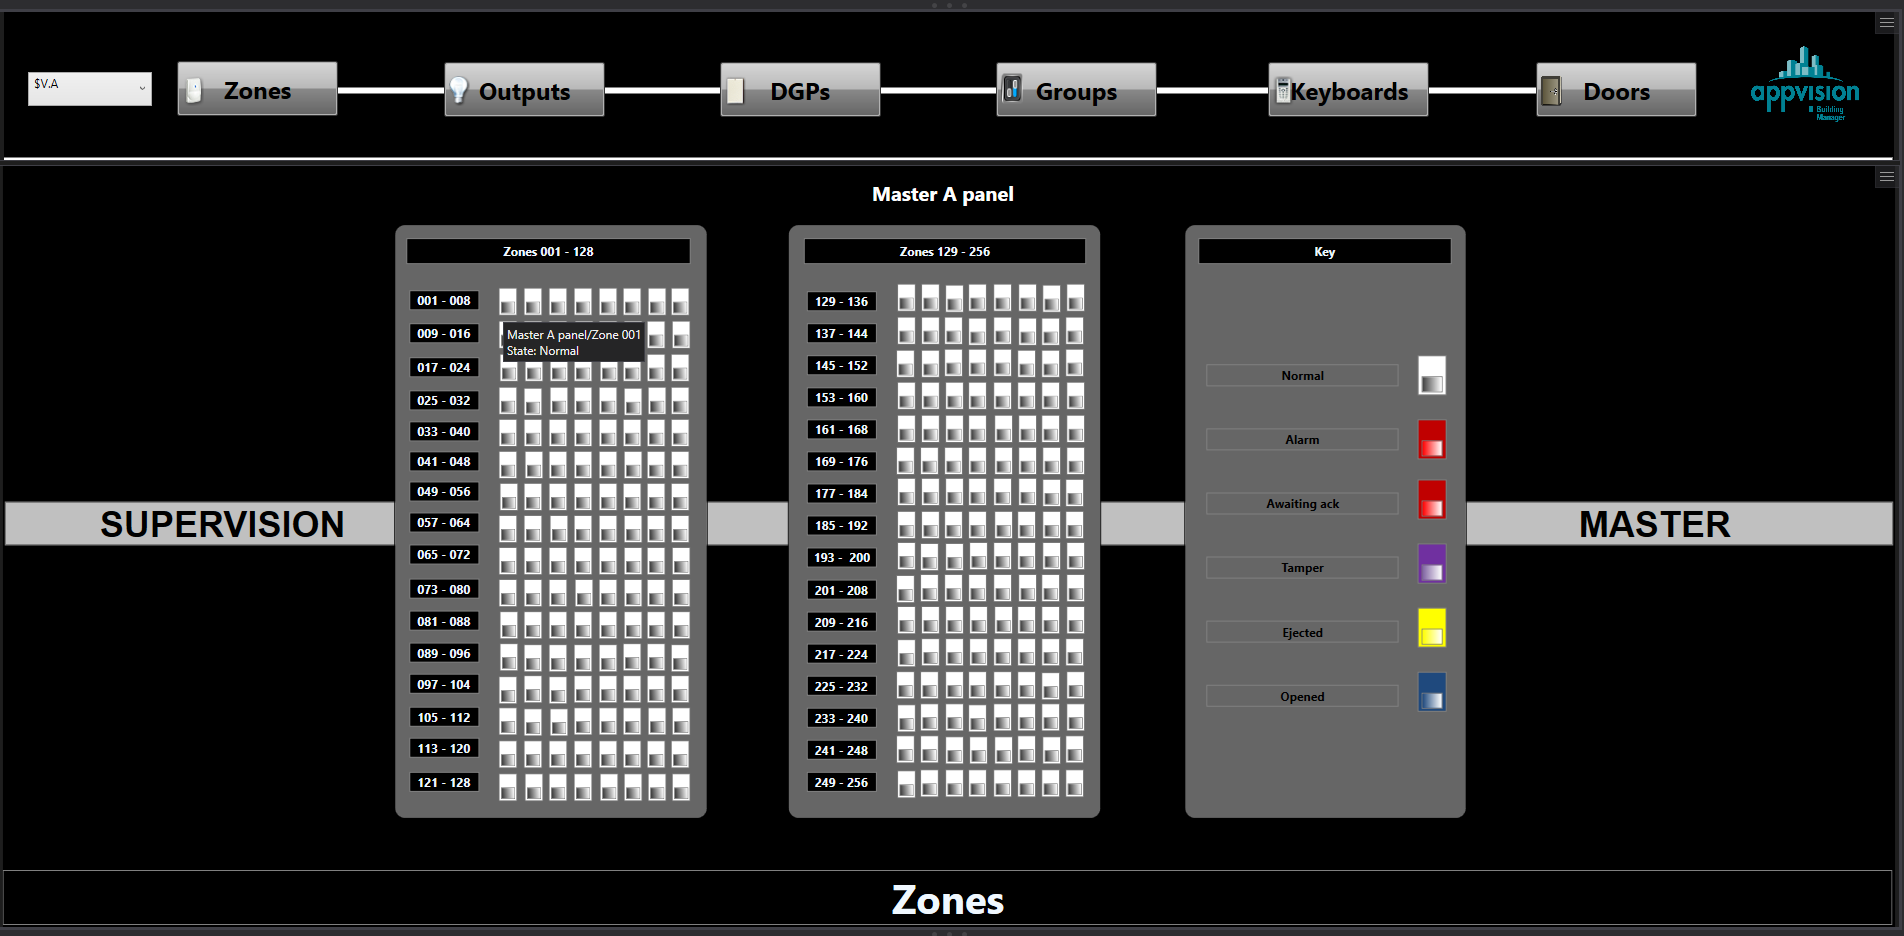 $V.A
Zones
Outputs
DGPs
Groups
Keyboards
Doors
appvision
Building
Manager
Master A panel
Zones 001 - 128
001 - 008
009 - 016
Master A panel/Zone 001
State: Normal
017 - 024
025 - 032
033 - 040
041 - 048
049 - 056
057 - 064
065 - 072
073 - 080
081 - 088
089 - 096
097 - 104
105 - 112
113 - 120
121 - 128
Zones 129 - 256
129 - 136
137 - 144
145 - 152
153 - 160
161 - 168
169 - 176
177 - 184
185 - 192
193 -  200
201 - 208
209 - 216
217 - 224
225 - 232
233 - 240
241 - 248
249 - 256
Key
Normal
Alarm
Awaiting ack
Tamper
Ejected
Opened
SUPERVISION
MASTER
Zones